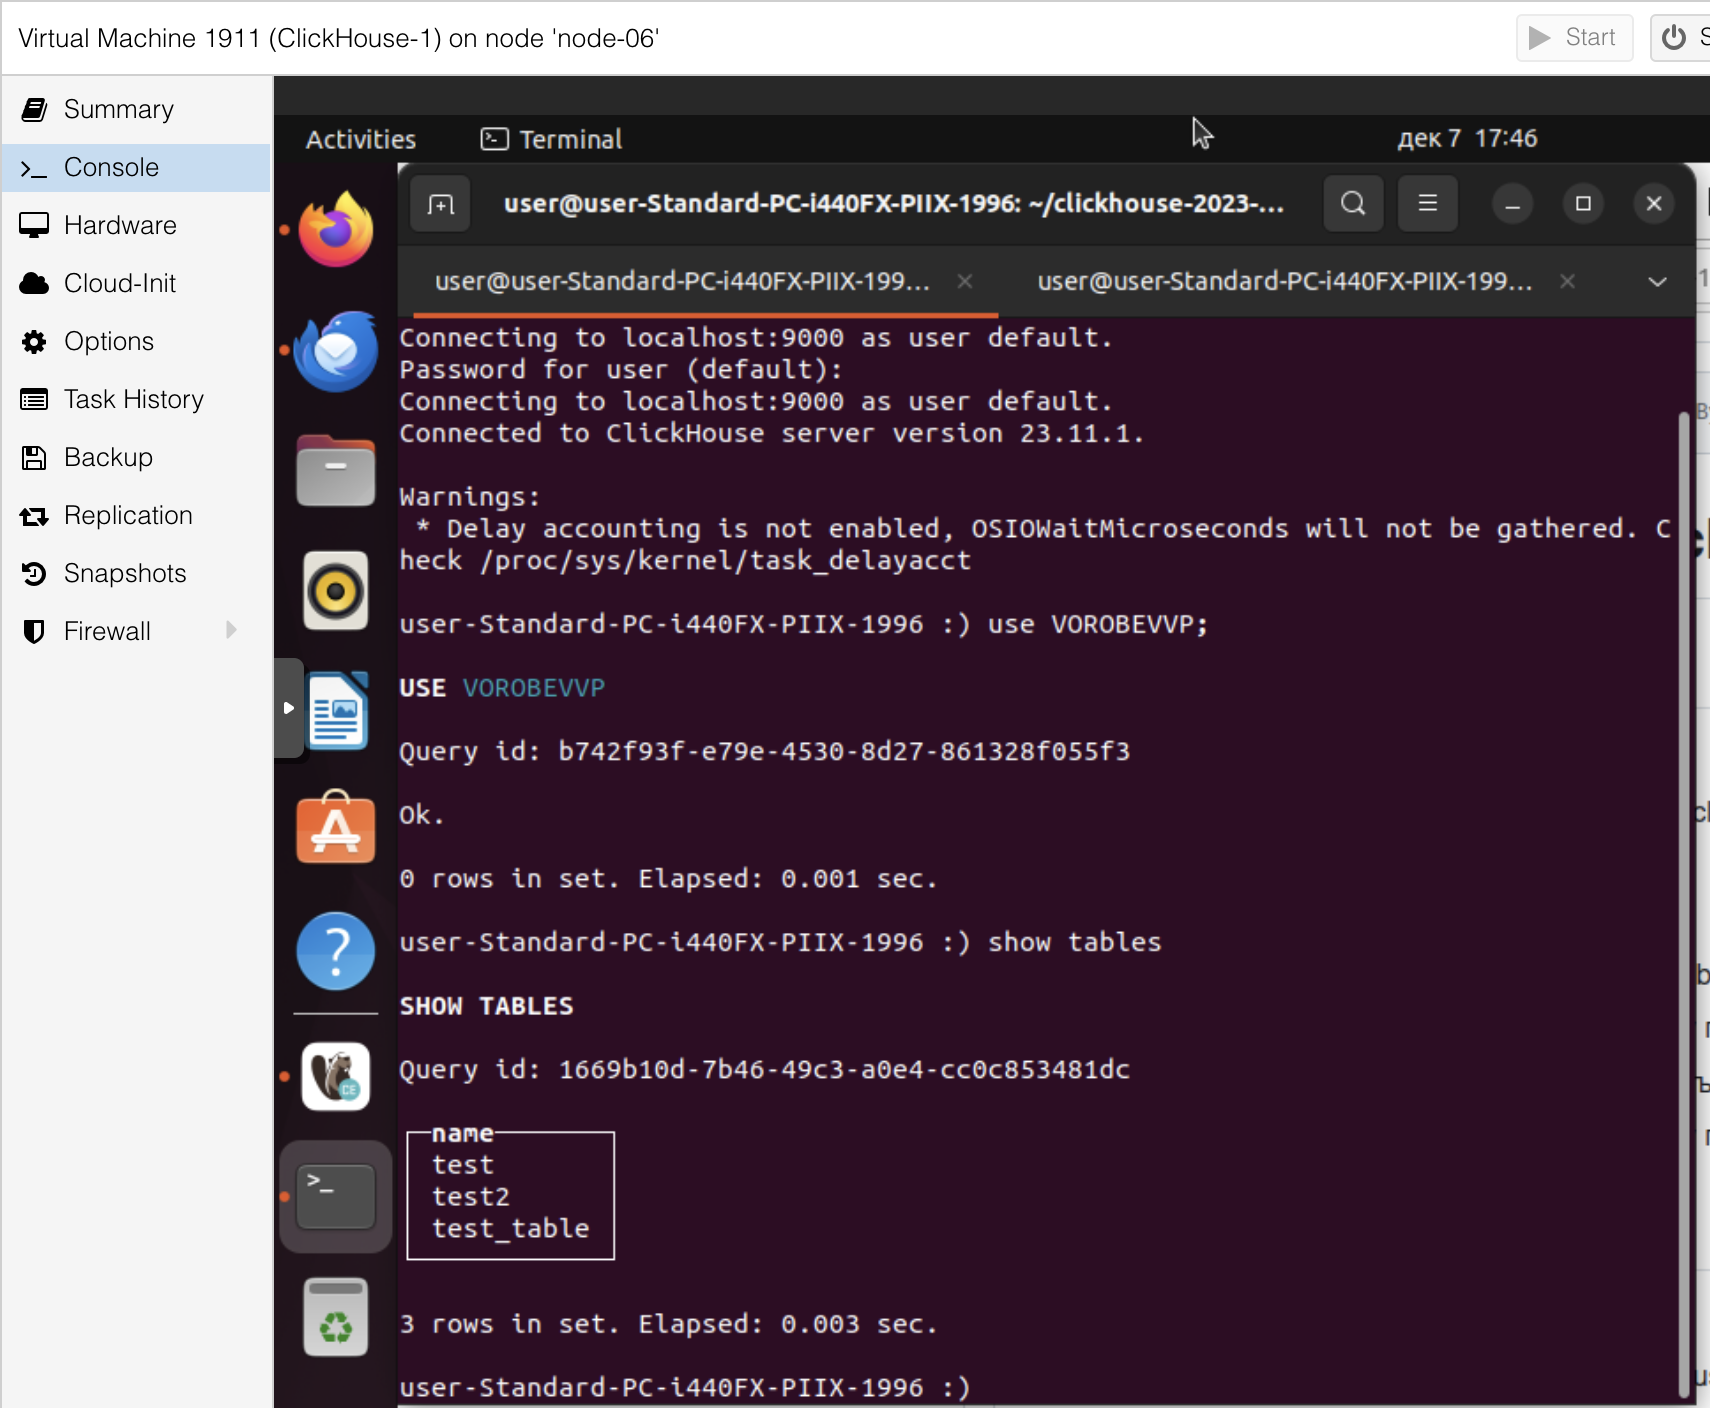 Virtual Machine 1911 (ClickHouse-1) on node 'node-06'
Start
Summary
Console
Hardware
Cloud-Init
Options
Task History
Backup
Replication
Snapshots
Firewall
Activities
Terminal
дек 7 17:46
user@user-Standard-PC-i440FX-PIIX-1996: ~/clickhouse-2023-...
user@user-Standard-PC-i440FX-PIIX-199...
user@user-Standard-PC-i440FX-PIIX-199...
Connecting to localhost:9000 as user default.
Password for user (default):
Connecting to localhost:9000 as user default.
Connected to ClickHouse server version 23.11.1.
Warnings:
* Delay accounting is not enabled, OSIOWaitMicroseconds will not be gathered. C
heck /proc/sys/kernel/task_delayacct
user-Standard-PC-i440FX-PIIX-1996 :) use VOROBEVVP;
USE VOROBEVVP
Query id: b742f93f-e79e-4530-8d27-861328f055f3
Ok.
0 rows in set. Elapsed: 0.001 sec.
user-Standard-PC-i440FX-PIIX-1996 :) show tables
SHOW TABLES
Query id: 1669b10d-7b46-49c3-a0e4-cc0c853481dc
name
test
test2
test_table
3 rows in set. Elapsed: 0.003 sec.
user-Standard-PC-i440FX-PIIX-1996 :)
CE